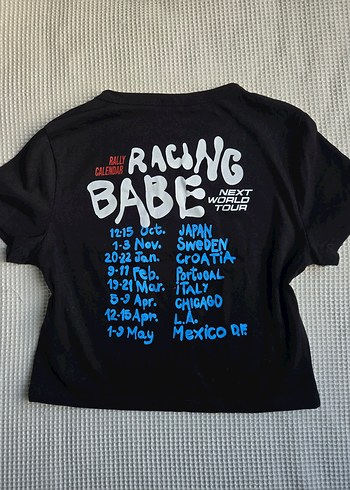 RALLY
CALENDAR
RACING
BABE
NEXT
WORLD
TOUR
12-15 Oct. JAPAN
1-3 Nov. SWEDEN
20-22 Jan. CROATIA
9-11 Feb. Portugal
19-21 Mar. ITALY
5-9 Apr. CHICAGO
12-15 Apr. L.A.
1-9 May Mexico D.F.